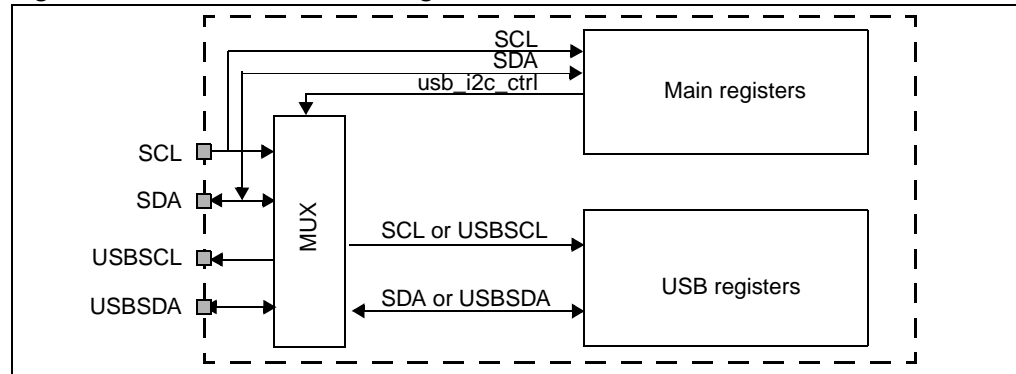 SCL
SDA
usb_i2c_ctrl
Main registers
SCL
SDA
MUX
USBSCL
USBSDA
SCL or USBSCL
SDA or USBSDA
USB registers